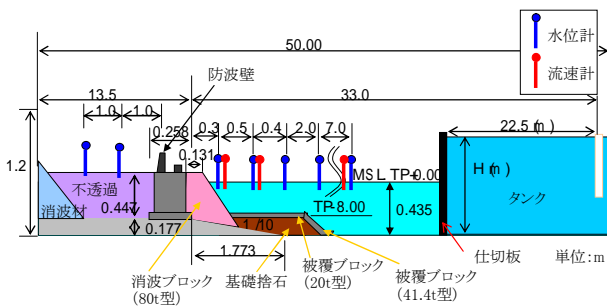 水位計
流速計
50.00
防波壁
13.5
33.0
1.0
1.0
0.258
0.3
0.5
0.4
2.0
7.0
22.5(m)
0.131
1.2
MSL TP+0.00
H(m)
不透過
タンク
消波材
0.447
TP-8.00
0.435
0.177
1/10
仕切板
単位:m
1.773
消波ブロック
(80t型)
基礎捨石
被覆ブロック
(20t型)
被覆ブロック
(41.4t型)